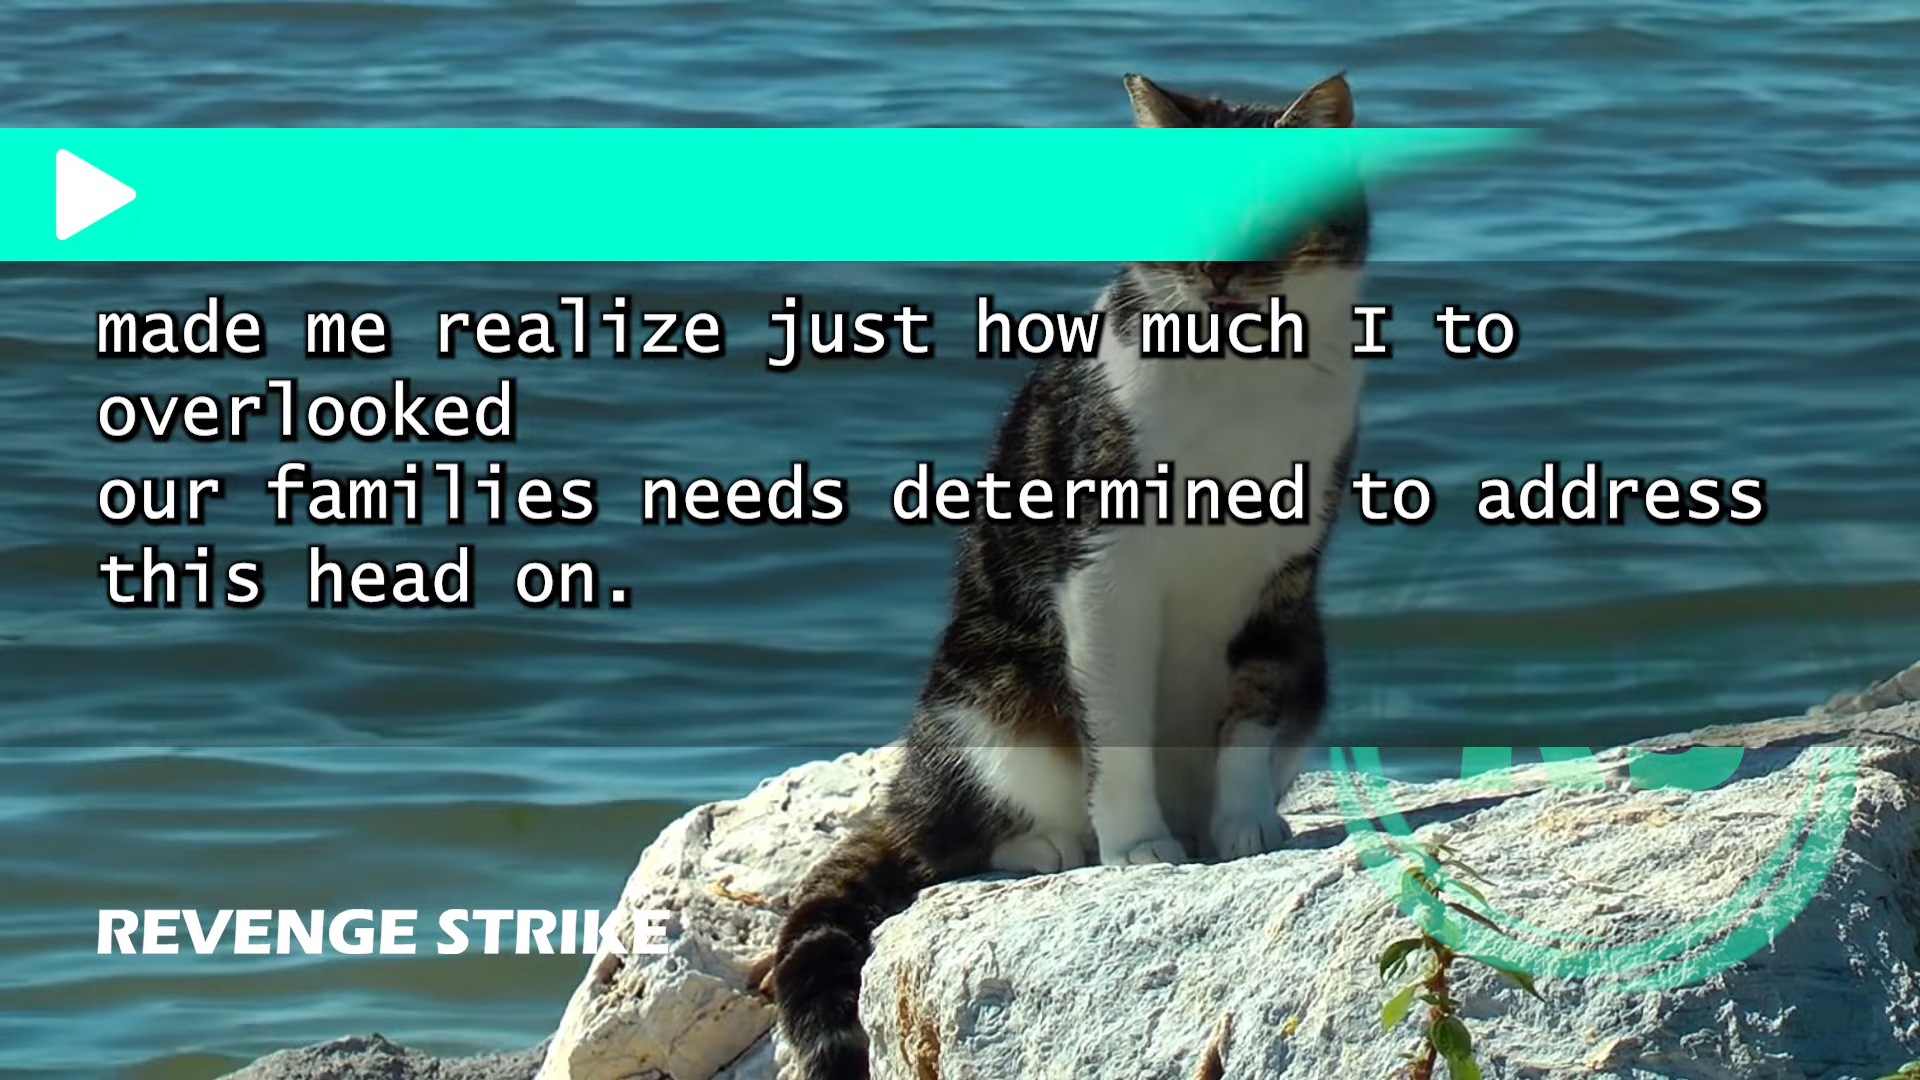 made me realize just how much I to
overlooked
our families needs determined to address
this head on.
REVENGE STRIKE